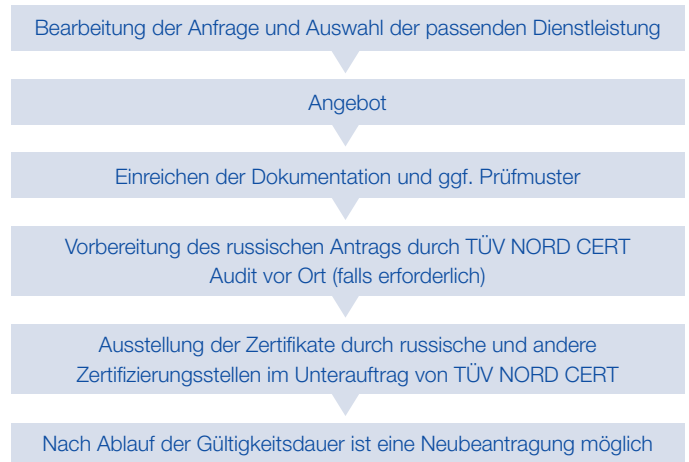 Bearbeitung der Anfrage und Auswahl der passenden Dienstleistung
Angebot
Einreichen der Dokumentation und ggf. Prüfmuster
Vorbereitung des russischen Antrags durch TÜV NORD CERT
Audit vor Ort (falls erforderlich)
Ausstellung der Zertifikate durch russische und andere
Zertifizierungsstellen im Unterauftrag von TÜV NORD CERT
Nach Ablauf der Gültigkeitsdauer ist eine Neubeantragung möglich